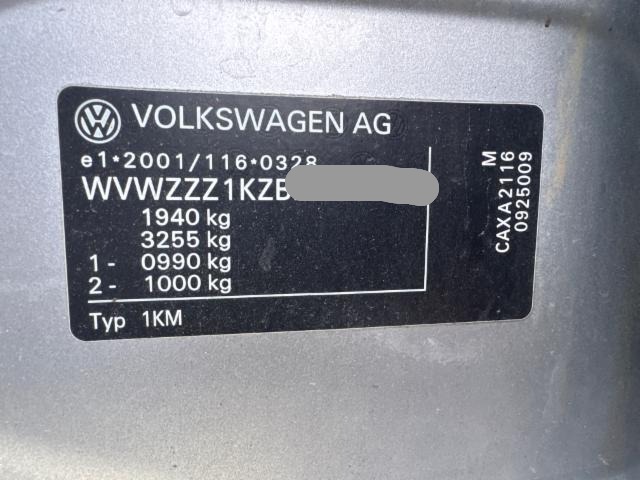 VOLKSWAGEN AG
e1*2001/116*0328
WVWZZZ1KZB
1940 kg
3255 kg
1 - 0990 kg
2 - 1000 kg
Typ 1KM
M
CAXA2116
0925009